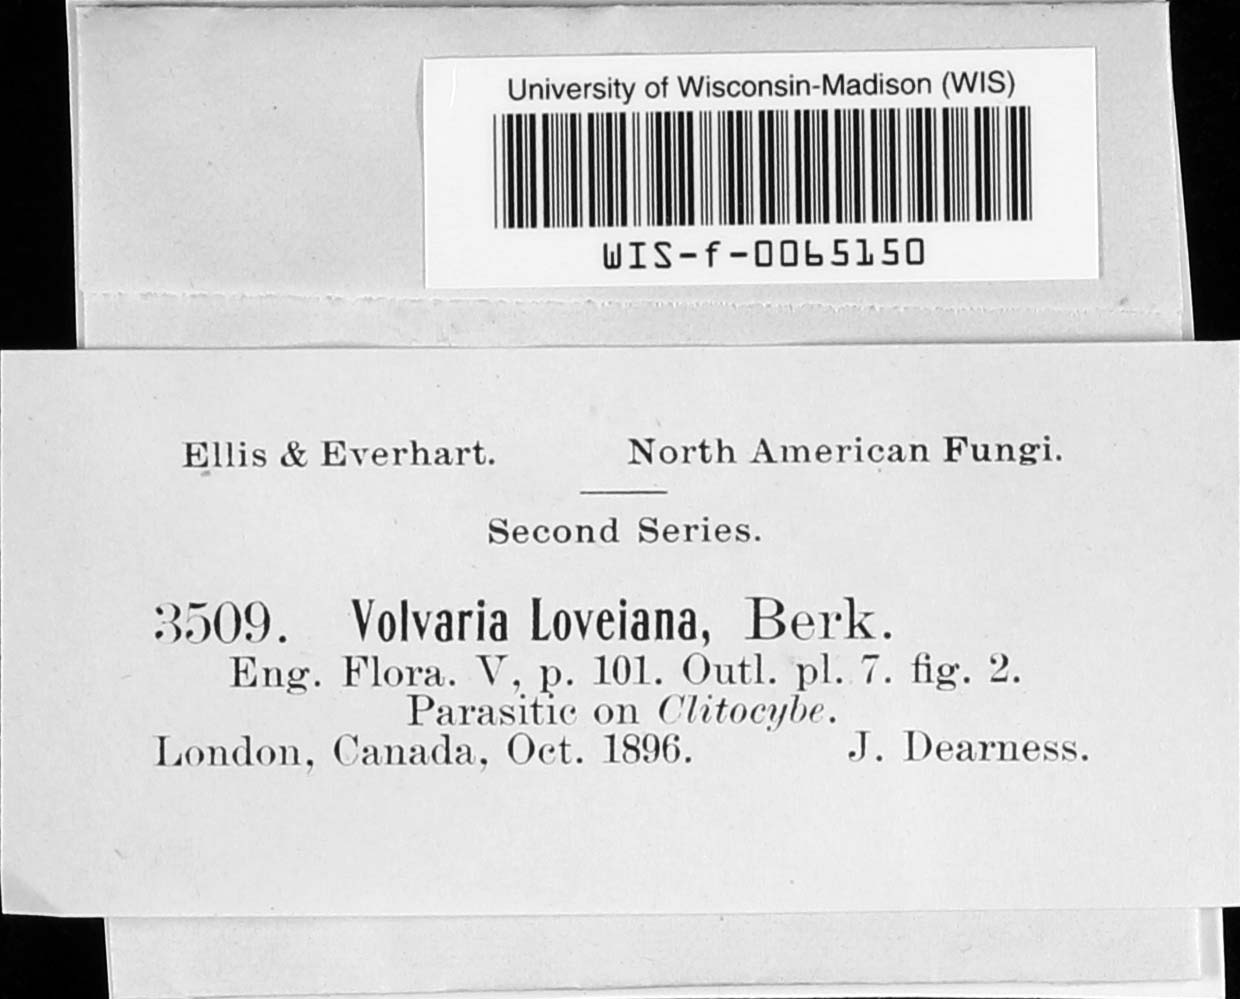 University of Wisconsin-Madison (WIS)
WIS-f-0065150
Ellis & Everhart. North American Fungi.
Second Series.
3509. Volvaria Loveiana, Berk.
Eng. Flora. V, p. 101. Outl. pl. 7. fig. 2.
Parasitic on Clitocybe.
London, Canada, Oct. 1896. J. Dearness.